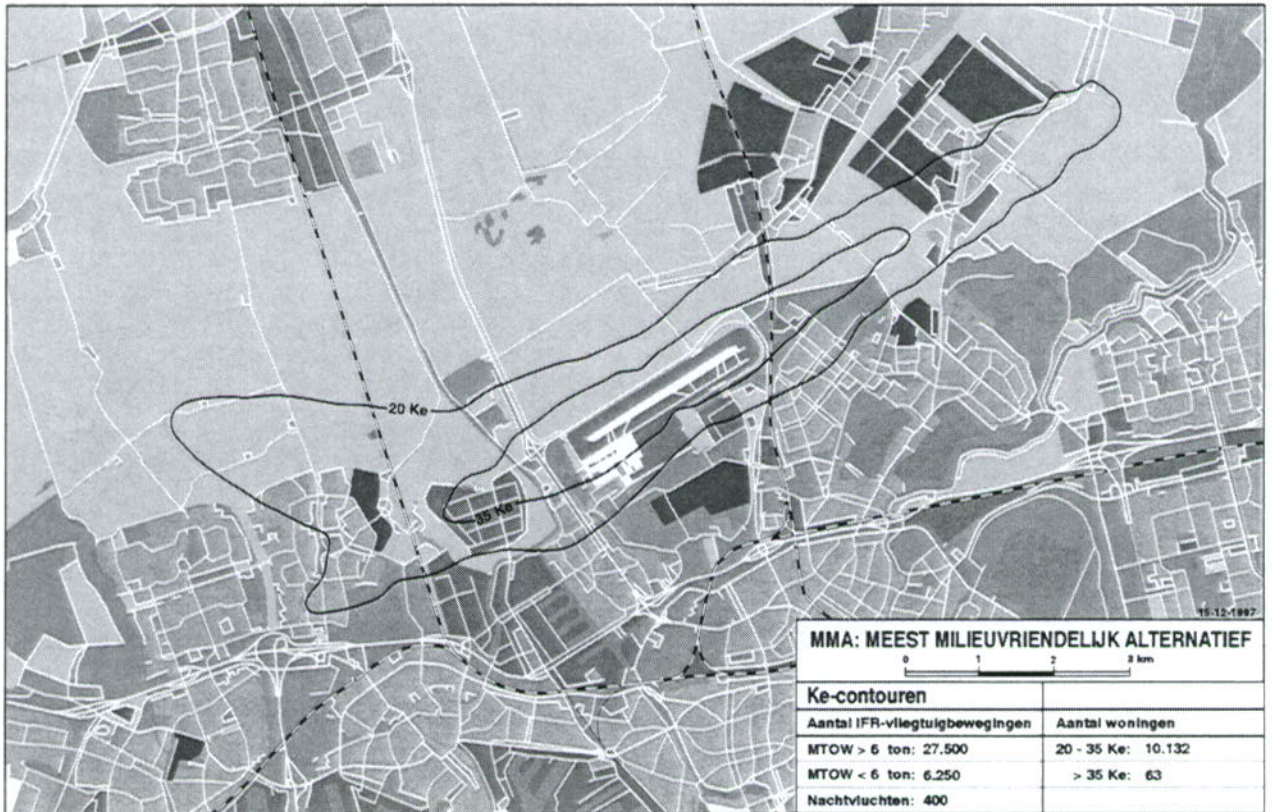 20 Ke
35 Ke
15-12-1997
MMA: MEEST MILIEUVRIENDELIJK ALTERNATIEF
0 1 2 3 km
Ke-contouren
Aantal IFR-vliegtuigbewegingen Aantal woningen
MTOW > 6 ton: 27.500 20 - 35 Ke: 10.132
MTOW < 6 ton: 6.250 > 35 Ke: 63
Nachtvluchten: 400